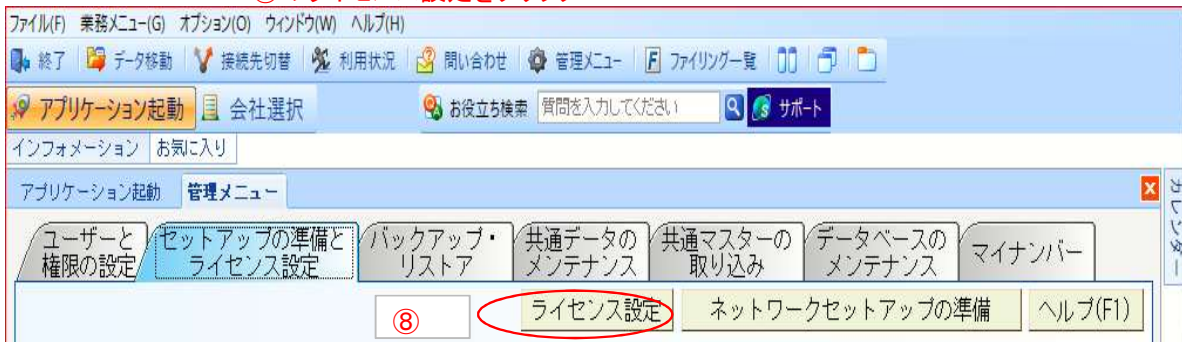 ファイル(F) 業務メニュー(G) オプション(O) ウィンドウ(W) ヘルプ(H)
終了 データ移動 接続先切替 利用状況 問い合わせ 管理メニュー ファイリング一覧
アプリケーション起動 会社選択 お役立ち検索 質問を入力してください サポート
インフォメーション お気に入り
アプリケーション起動 管理メニュー
カレンダー
ユーザーと
権限の設定
セットアップの準備と
ライセンス設定
バックアップ・
リストア
共通データの
メンテナンス
共通マスターの
取り込み
データベースの
メンテナンス
マイナンバー
⑧ ライセンス設定 ネットワークセットアップの準備 ヘルプ(F1)